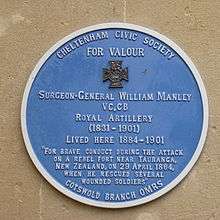 CHELTENHAM CIVIC SOCIETY
FOR VALOUR
SURGEON-GENERAL WILLIAM MANLEY
VC,CB
ROYAL ARTILLERY
(1831-1901)
LIVED HERE 1884-1901
FOR BRAVE CONDUCT DURING THE ATTACK
ON A REBEL FORT NEAR TAURANGA,
NEW ZEALAND, ON 29 APRIL 1864,
WHEN HE RESCUED SEVERAL
WOUNDED SOLDIERS
COTSWOLD BRANCH OMRS